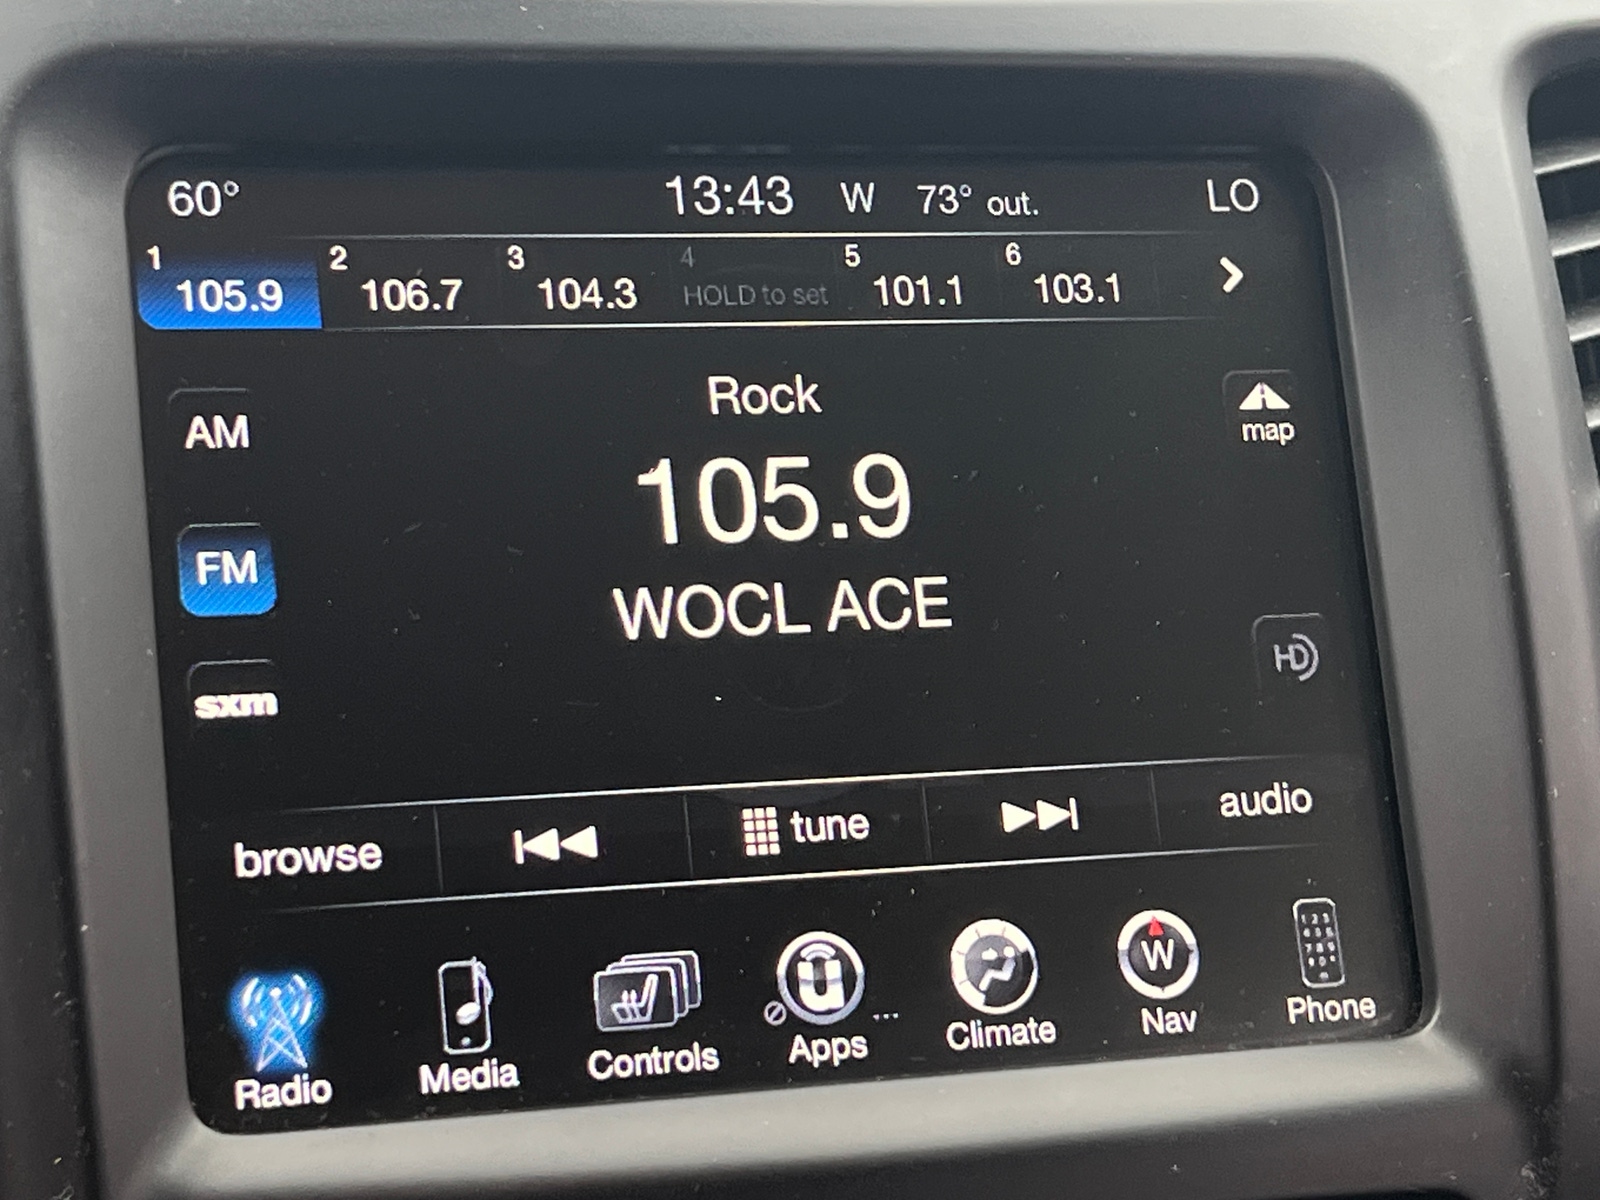 60° 13:43 W 73° out. LO
1 2 3 4 5 6
105.9 106.7 104.3 HOLD to set 101.1 103.1
Rock
AM
map
105.9
FM
WOCL ACE
HD
sxm
browse tune audio
W
Radio Media Controls Apps ... Climate Nav Phone